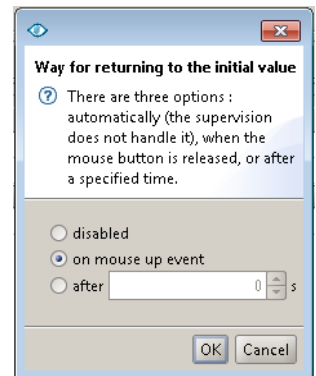 Way for returning to the initial value
There are three options :
automatically (the supervision
does not handle it), when the
mouse button is released, or after
a specified time.
disabled
on mouse up event
after 0 s
OK Cancel